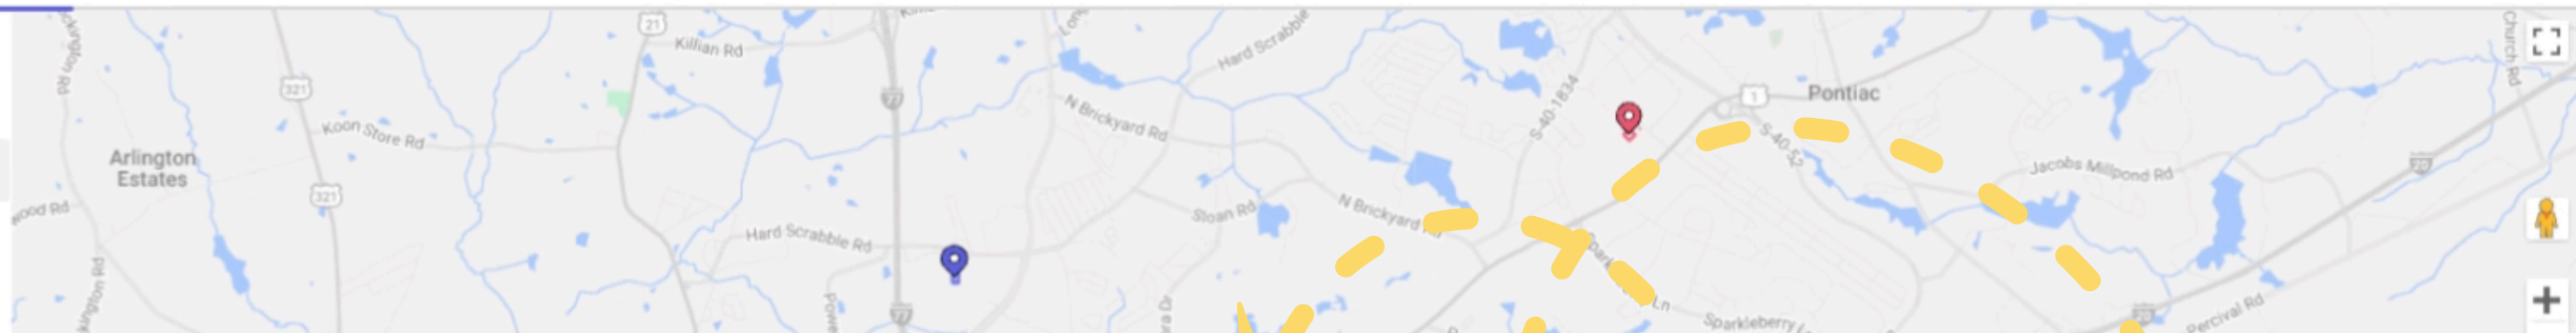 21
Killian Rd
Hard Scrabble
Church Rd
321
77
N Brickyard Rd
S-40-1834
1
Pontiac
Koon Store Rd
S-40-52
20
Arlington
Estates
Jacobs Millpond Rd
321
Sloan Rd
N Brickyard Rd
Hard Scrabble Rd
77
Ln
20
Percival Rd
Sparkleberry